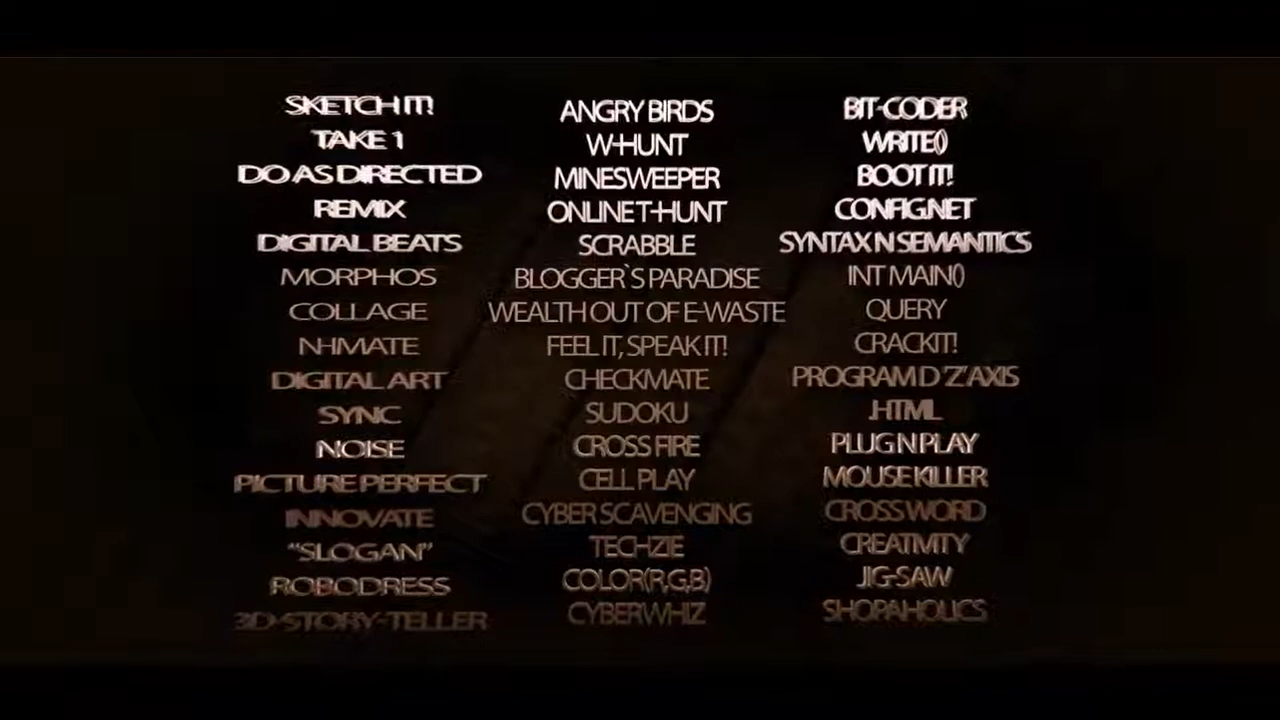 SKETCH IT!
TAKE 1
DO AS DIRECTED
REMIX
DIGITAL BEATS
MORPHOS
COLLAGE
N-IMATE
DIGITAL ART
SYNC
NOISE
PICTURE PERFECT
INNOVATE
“SLOGAN”
ROBODRESS
3D-STORY-TELLER
ANGRY BIRDS
W-HUNT
MINESWEEPER
ONLINE T-HUNT
SCRABBLE
BLOGGER`S PARADISE
WEALTH OUT OF E-WASTE
FEEL IT, SPEAK IT!
CHECKMATE
SUDOKU
CROSS FIRE
CELL PLAY
CYBER SCAVENGING
TECHZIE
COLOR(R,G,B)
CYBERWHIZ
BIT-CODER
WRITE()
BOOT IT!
CONFIG.NET
SYNTAX N SEMANTICS
INT MAIN()
QUERY
CRACKIT!
PROGRAM D 'Z' AXIS
.HTML
PLUG N PLAY
MOUSE KILLER
CROSS WORD
CREATIVITY
JIG-SAW
SHOPAHOLICS